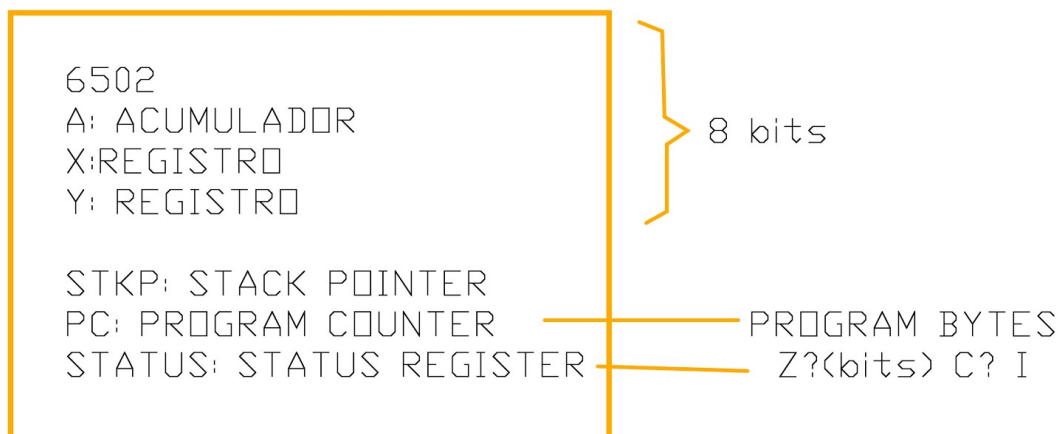 6502
A: ACUMULADOR
X:REGISTRO
Y: REGISTRO
8 bits
STKP: STACK POINTER
PC: PROGRAM COUNTER
PROGRAM BYTES
STATUS: STATUS REGISTER
Z?(bits) C? I